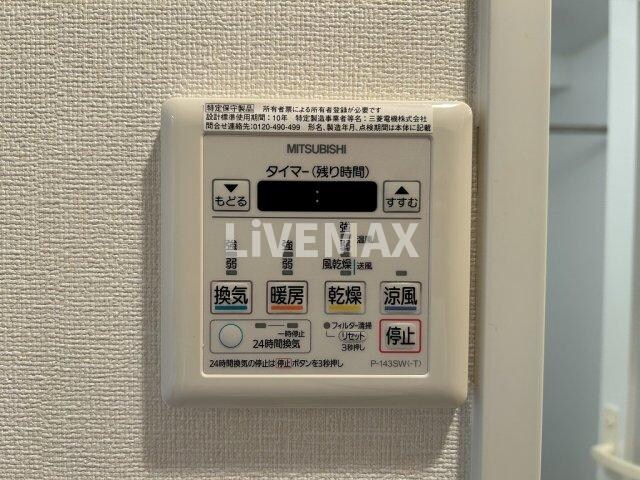 特定保守製品 所有者票による所有者登録が必要です
設計標準使用期間:10年 特定製造事業者等名:三菱電機株式会社
問合せ連絡先:0120-490-499 形名、製造年月、点検期間は本体に記載
MITSUBISHI
タイマー(残り時間)
▼ もどる
▲ すすむ
LiVEMAX
強
強 強 弱 温風
弱 弱 風乾燥 送風
換気 暖房 乾燥 涼風
一時停止
24時間換気
フィルター清掃
リセット
3秒押し
停止
24時間換気の停止は停止ボタンを3秒押し
P-143SW(-T)